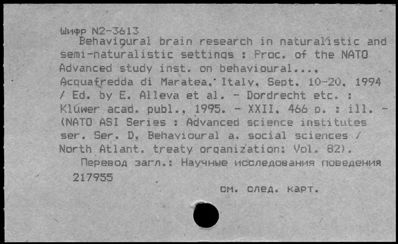 Шифр N2-3613
Behavioural brain research in naturalistic and
semi-naturalistic settings : Proc. of the NATO
Advanced study inst. on behavioural...,
Acquafredda di Maratea, Italy, Sept. 10-20, 1994
/ Ed. by E. Alleva et al. - Dordrecht etc. :
Klüwer acad. publ., 1995. - XXII, 466 p. : ill. -
(NATO ASI Series : Advanced science institutes
ser. Ser. D, Behavioural a. social sciences /
North Atlant. treaty organization; Vol. 82).
Перевод загл.: Научные исследования поведения
217955
см. след. карт.